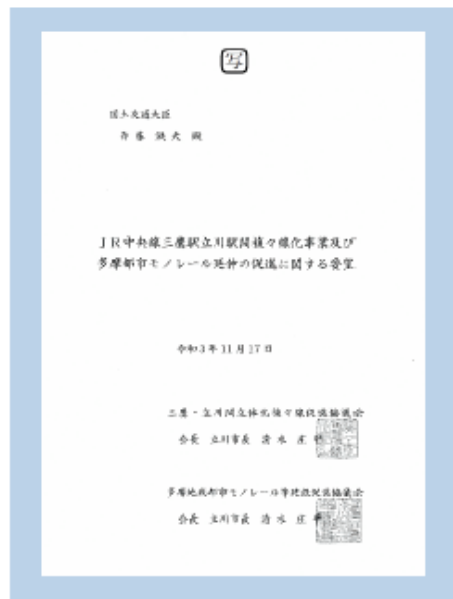 写
国土交通大臣
斉藤 鉄夫 殿
JR中央線三鷹駅立川駅間複々線化事業及び
多摩都市モノレール延伸の促進に関する要望
令和3年11月17日
三鷹・立川間立体化複々線促進協議会
会長 立川市長 清水 庄平
多摩地域都市モノレール等建設促進協議会
会長 立川市長 清水 庄平